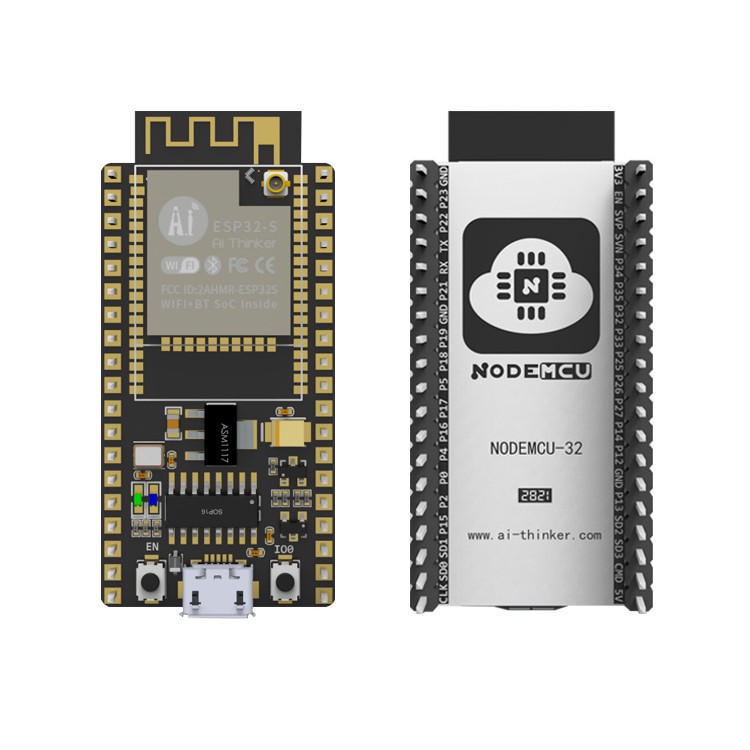 Ai
ESP32-S
Ai Thinker
Wi Fi
CE
FCC ID:2AHMR-ESP32S
WIFI+BT SoC Inside
ASM1117
SOP16
EN
IO0
GND P23 P22 TX RX P21 GND P19 P18 P5 P17 P16 P4 P0 P2 P15 SD1 SD0 CLK
3V3 EN SVP SVN P34 P35 P32 P33 P25 P26 P27 P14 P12 GND P13 SD2 SD3 CMD 5V
N
NODEMCU
NODEMCU-32
2821
www.ai-thinker.com